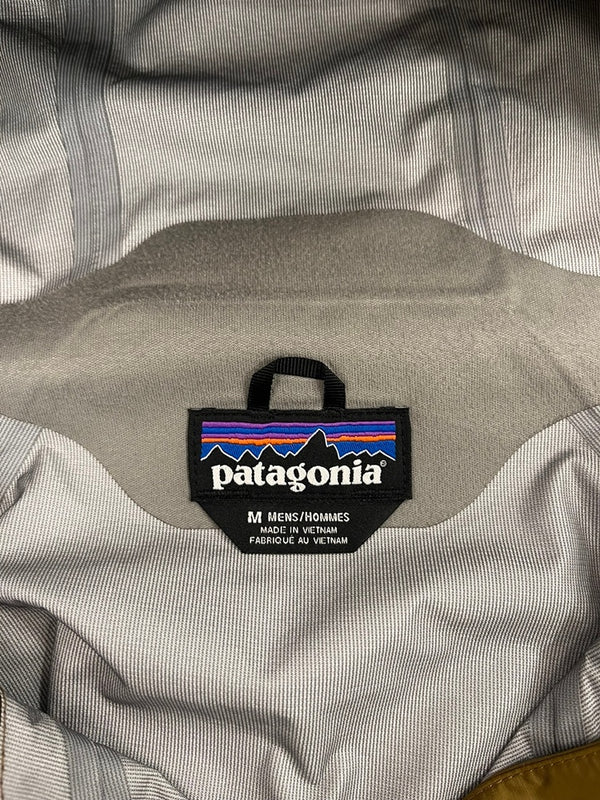 patagonia®
M MENS/HOMMES
MADE IN VIETNAM
FABRIQUÉ AU VIETNAM